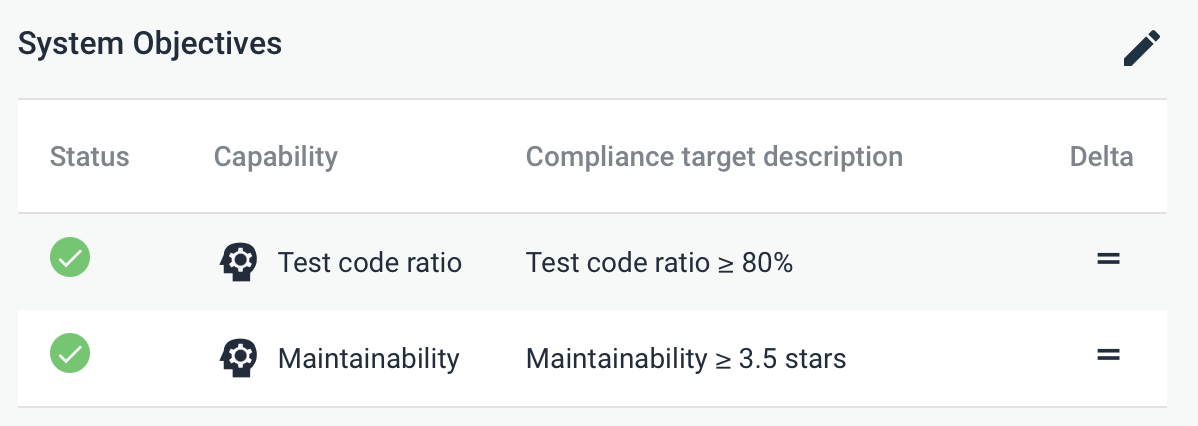 System Objectives
Status Capability Compliance target description Delta
Test code ratio Test code ratio ≥ 80% =
Maintainability Maintainability ≥ 3.5 stars =